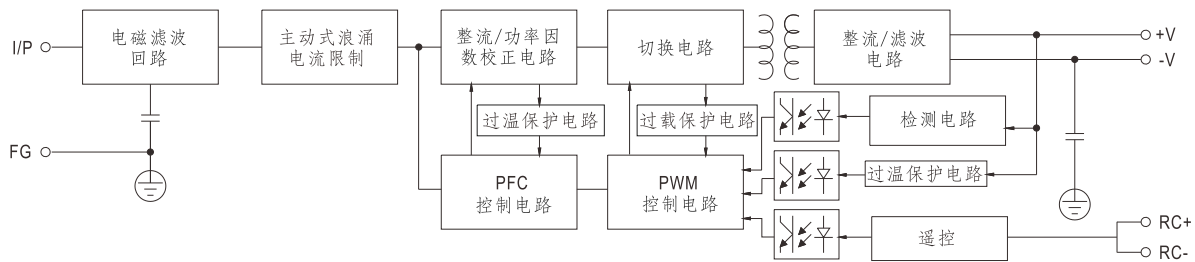 I/P
电磁滤波
回路
主动式浪涌
电流限制
整流/功率因
数校正电路
切换电路
整流/滤波
电路
+V
-V
过温保护电路
过载保护电路
检测电路
FG
PFC
控制电路
PWM
控制电路
过温保护电路
遥控
RC+
RC-